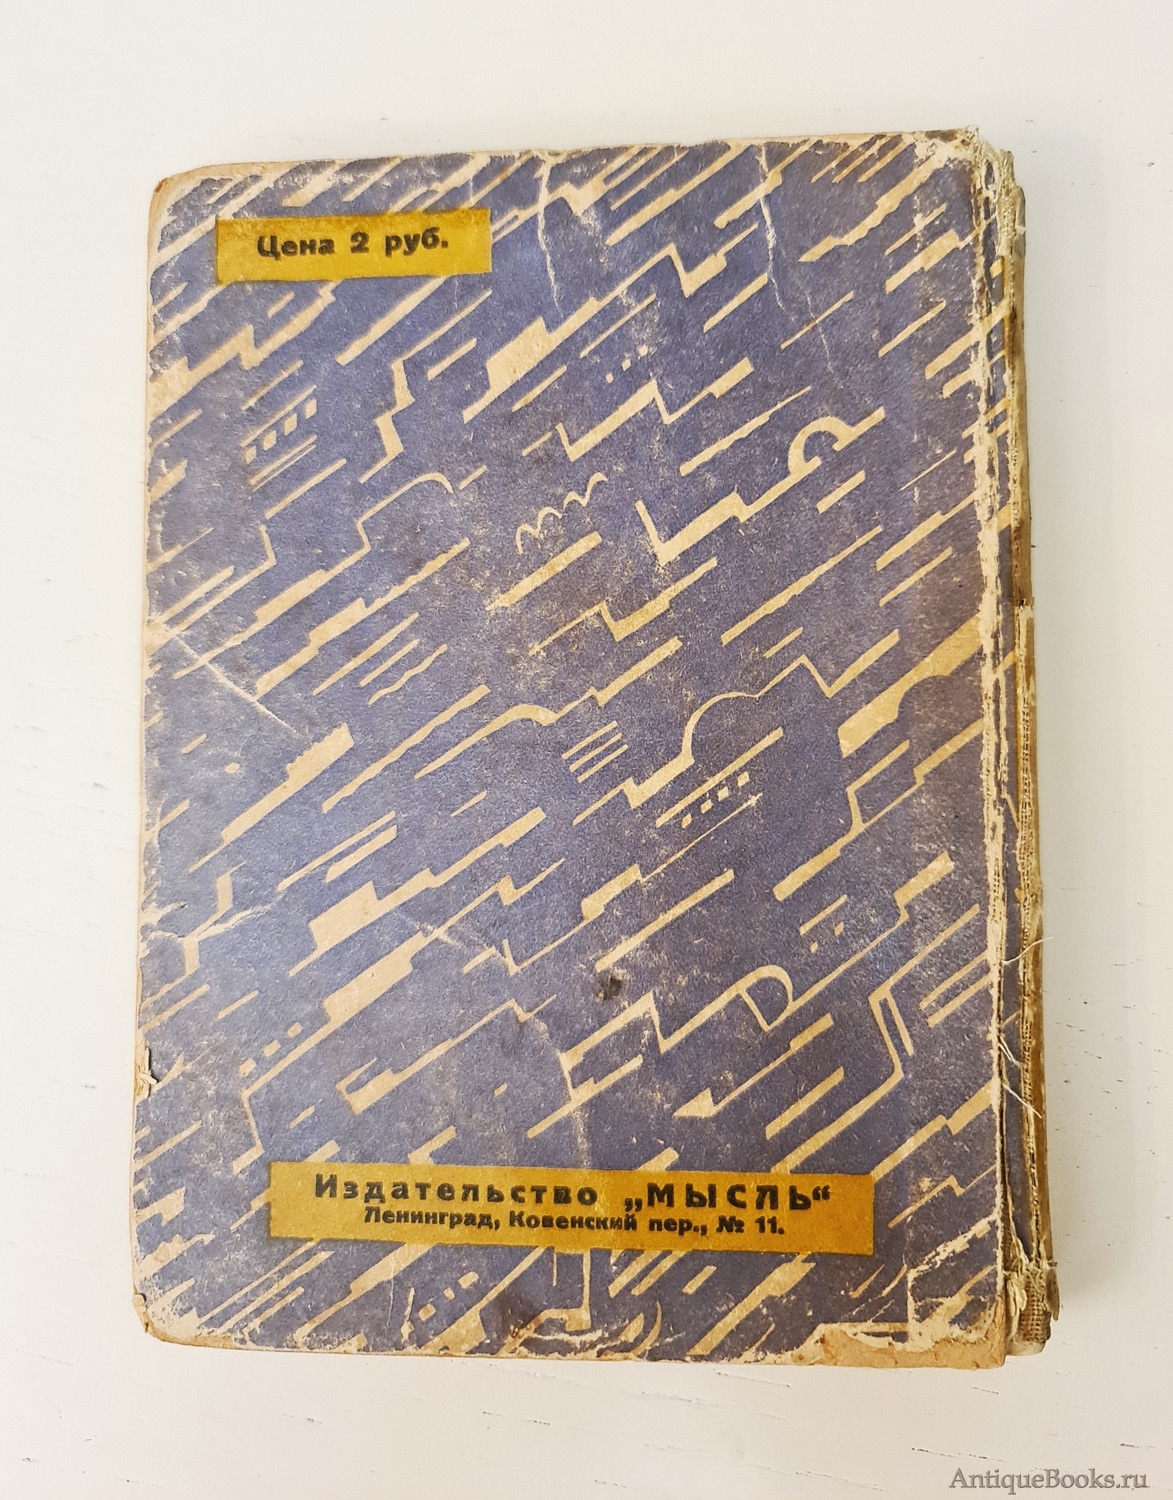 Цена 2 руб.
Издательство „МЫСЛЬ“
Ленинград, Ковенский пер., № 11.
AntiqueBooks.ru